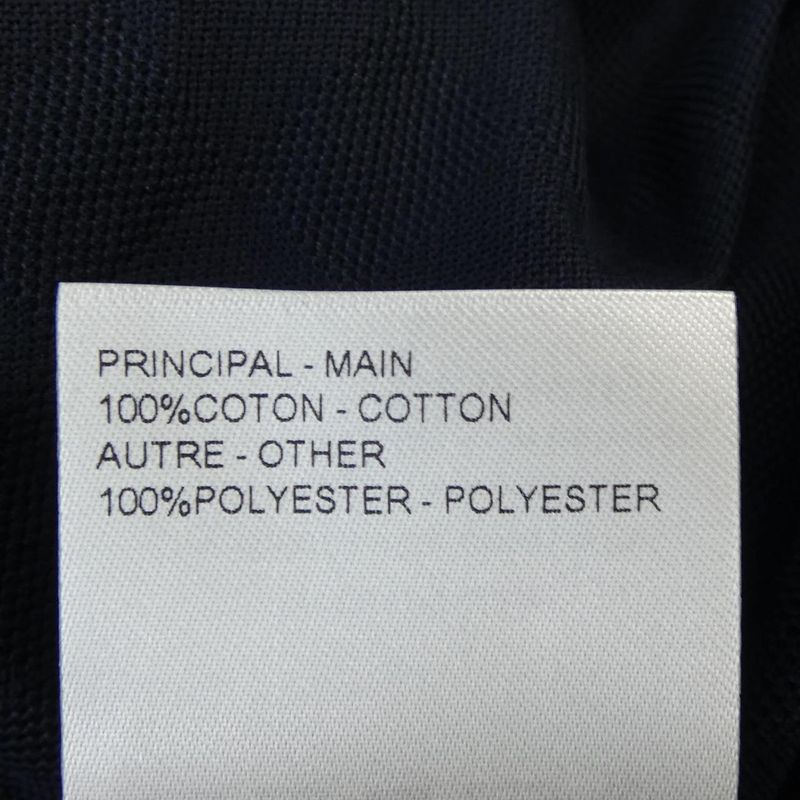 PRINCIPAL - MAIN
100%COTON - COTTON
AUTRE - OTHER
100%POLYESTER - POLYESTER